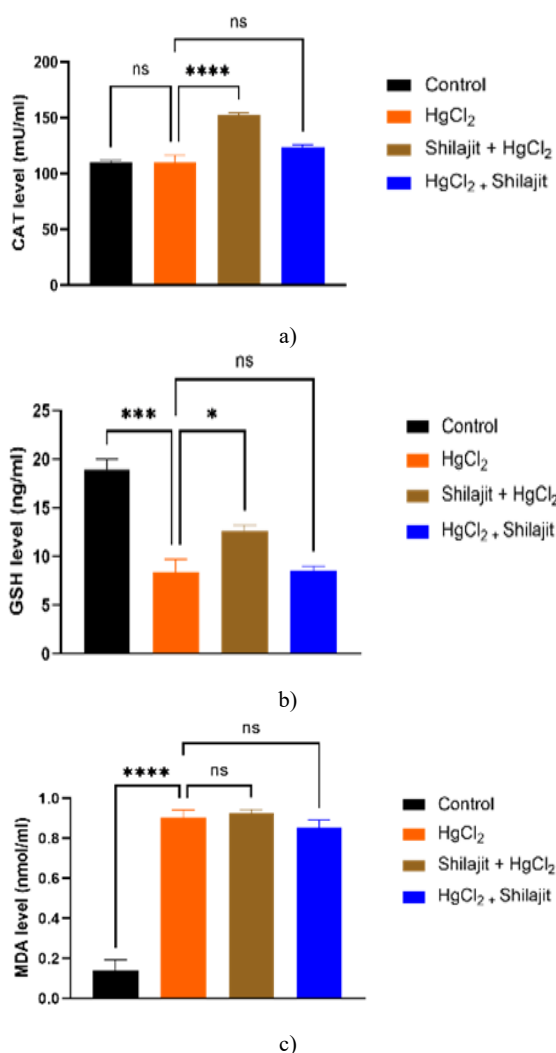 ns
ns
****
200
150
100
50
0
CAT level (mU/ml)
Control
HgCl₂
Shilajit + HgCl₂
HgCl₂ + Shilajit
a)
ns
***
*
25
20
15
10
5
0
GSH level (ng/ml)
Control
HgCl₂
Shilajit + HgCl₂
HgCl₂ + Shilajit
b)
ns
****
ns
1.0
0.8
0.6
0.4
0.2
0.0
MDA level (nmol/ml)
Control
HgCl₂
Shilajit + HgCl₂
HgCl₂ + Shilajit
c)